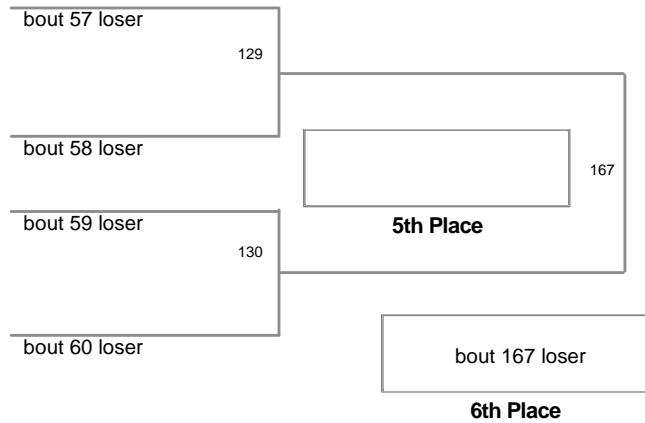 bout 57 loser
129
bout 58 loser
167
bout 59 loser
5th Place
130
bout 60 loser
bout 167 loser
6th Place